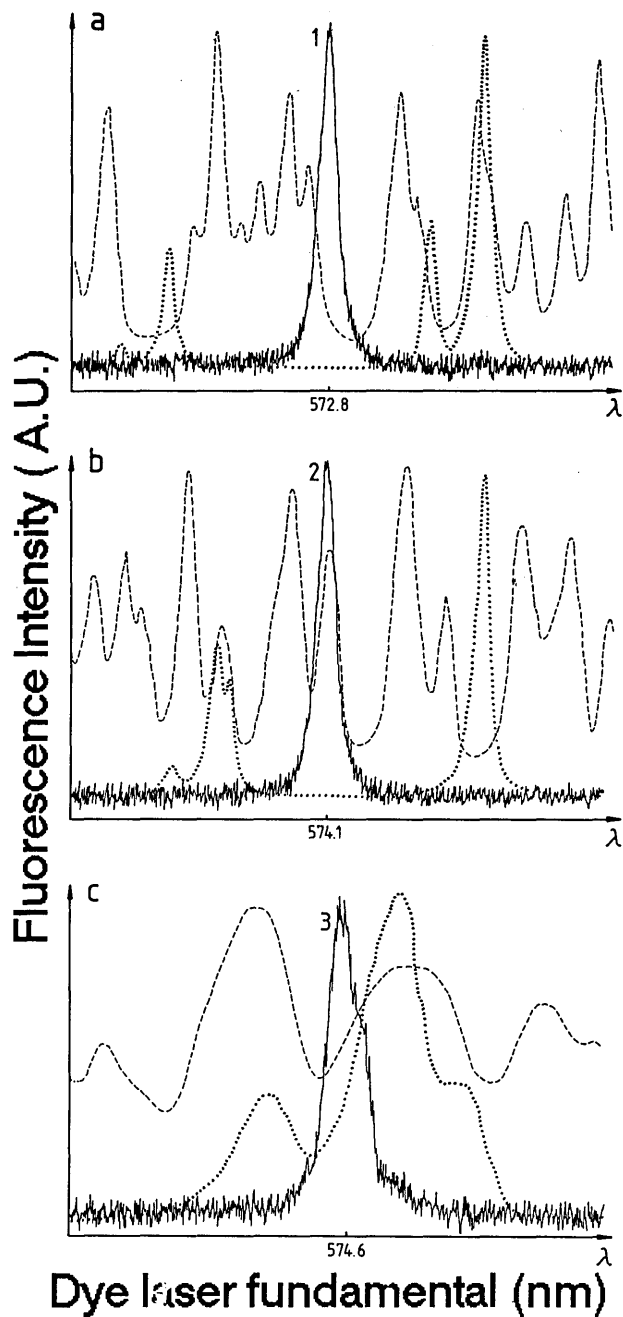 a
1
572.8
λ
Fluorescence Intensity (A.U.)
b
2
574.1
λ
c
3
574.6
λ
Dye laser fundamental (nm)